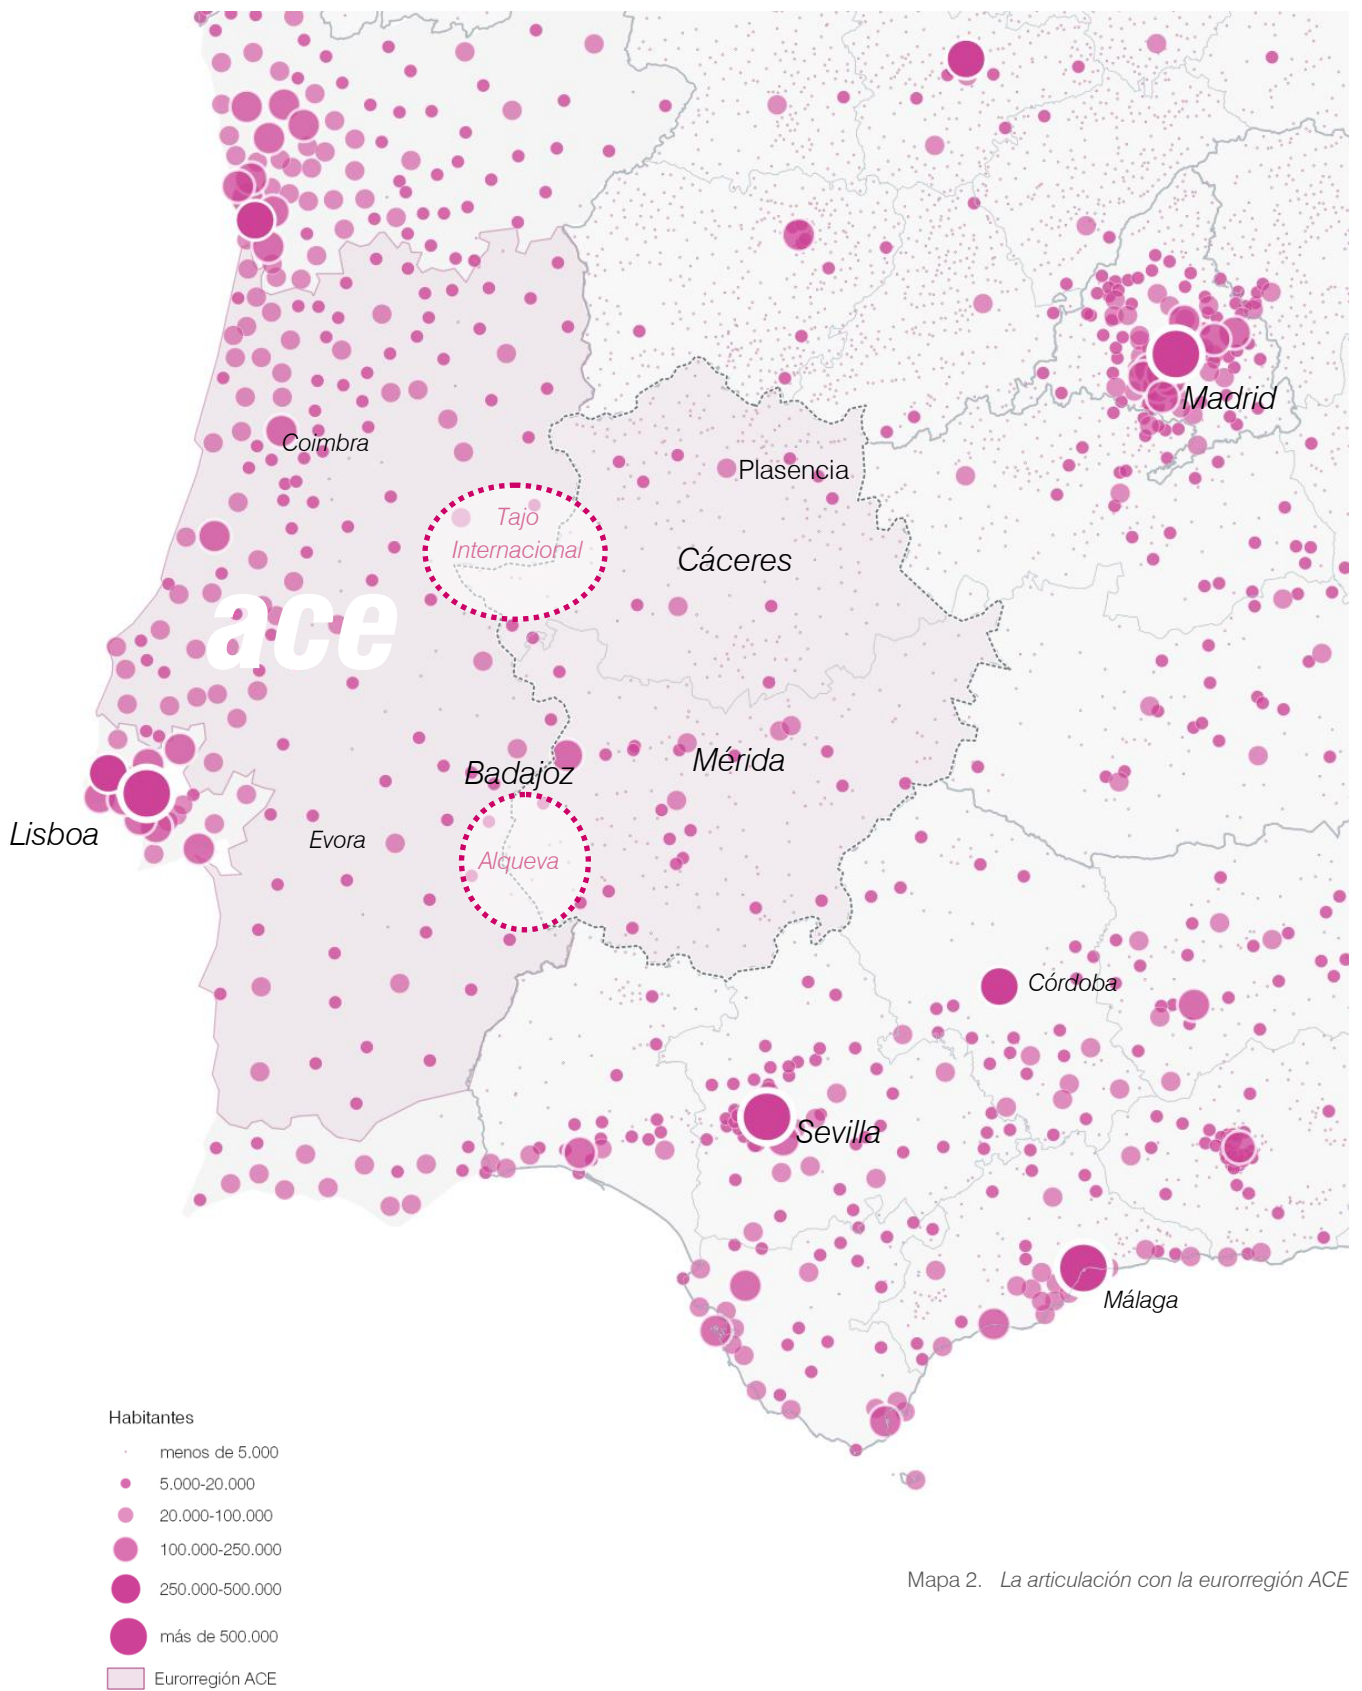 Madrid
Coimbra
Plasencia
Tajo
Internacional
Cáceres
ace
Badajoz
Mérida
Lisboa
Evora
Alqueva
Córdoba
Sevilla
Málaga
Habitantes
menos de 5.000
5.000-20.000
20.000-100.000
100.000-250.000
250.000-500.000
más de 500.000
Eurorregión ACE
Mapa 2. La articulación con la eurorregión ACE